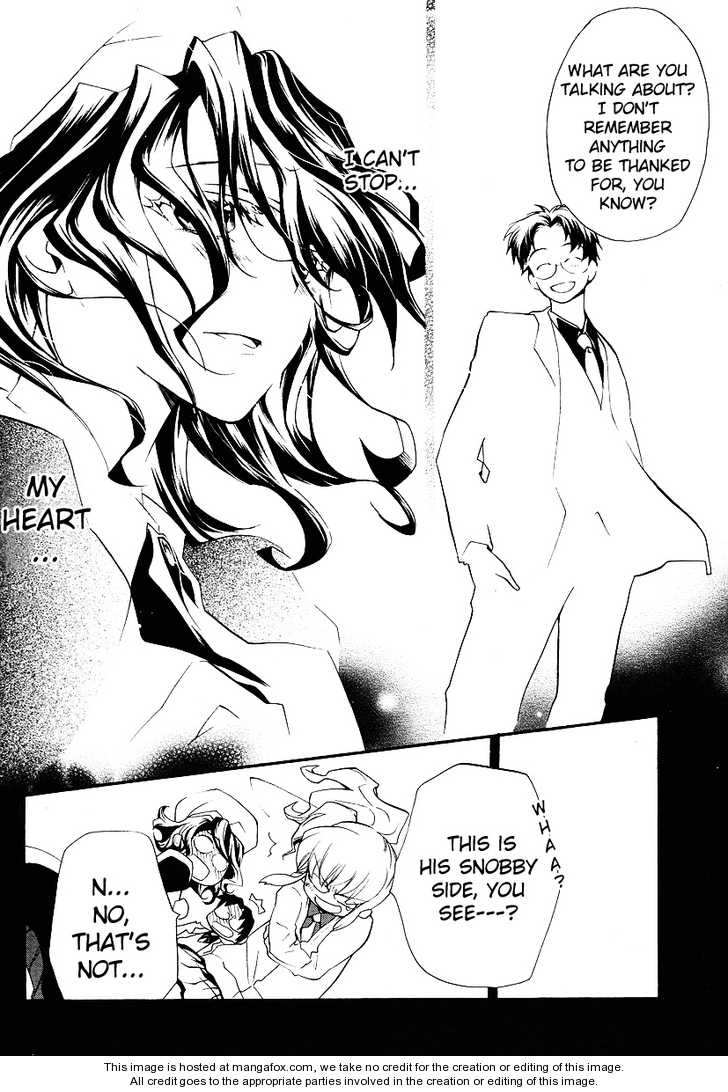 WHAT ARE YOU
TALKING ABOUT?
I DON'T
REMEMBER
ANYTHING
TO BE THANKED
FOR, YOU
KNOW?
I CAN'T
STOP...
MY
HEART
...
WHAA?
THIS IS
HIS SNOBBY
SIDE, YOU
SEE---?
N...
NO,
THAT'S
NOT...
This image is hosted at mangafox.com, we take no credit for the creation or editing of this image.
All credit goes to the appropriate parties involved in the creation or editing of this image.